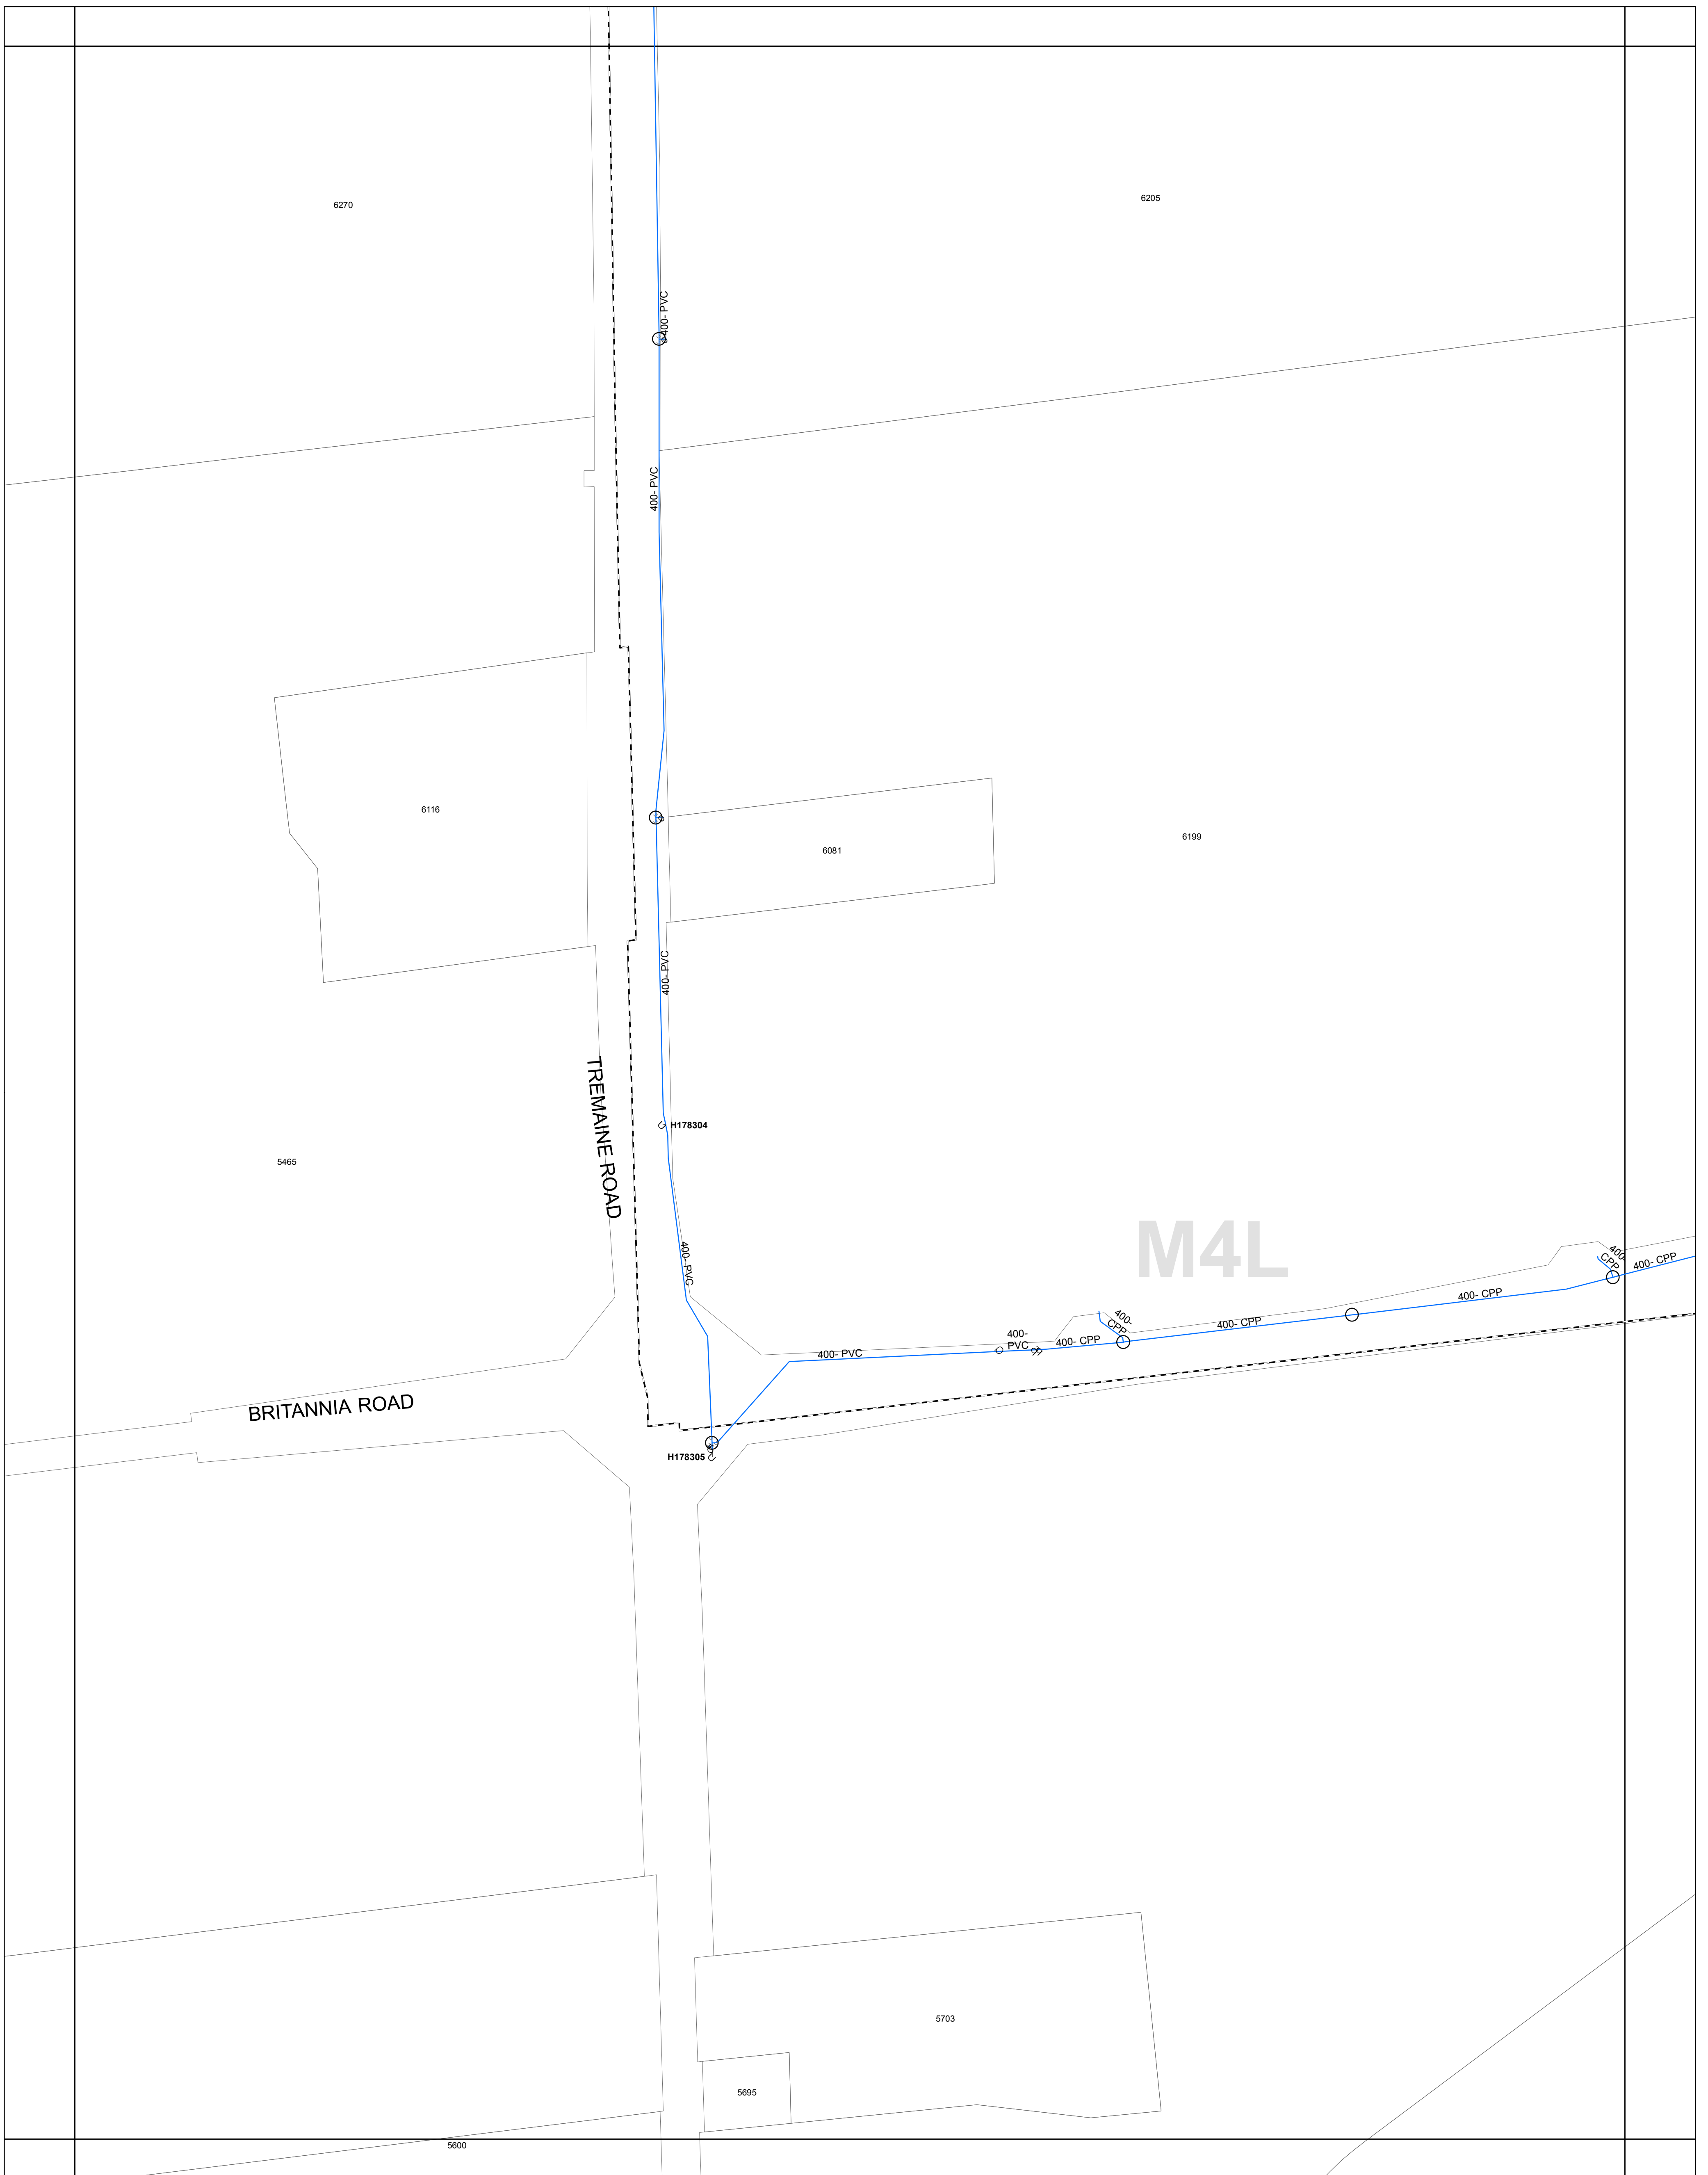 6270
6205
400- PVC
400- PVC
6116
6081
6199
400- PVC
TREMAINE ROAD
H178304
5465
M4L
400- PVC
400-
CPP
400- CPP
400- CPP
400-
CPP
400- CPP
400-
PVC
400- CPP
400- PVC
BRITANNIA ROAD
H178305
5703
5695
5600